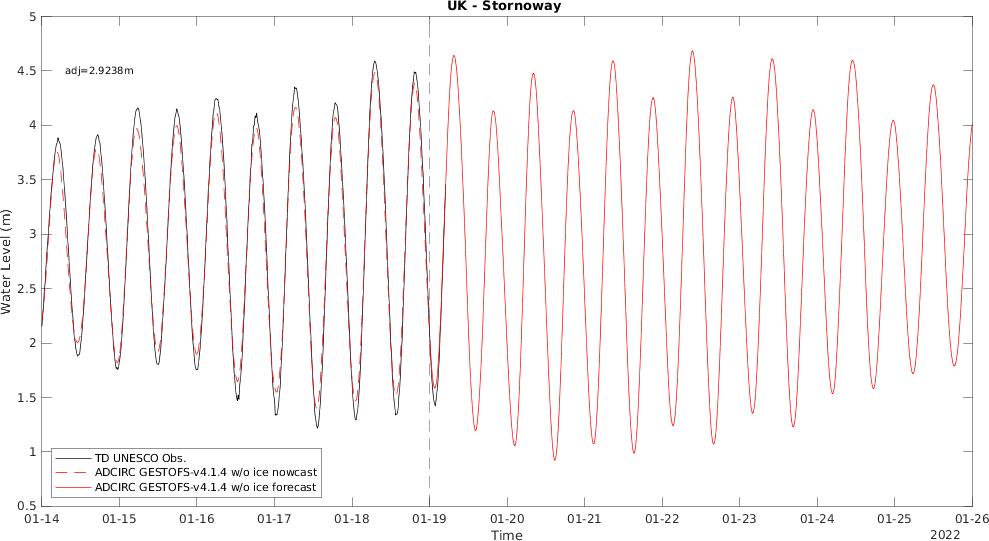 UK - Stornoway
5
4.5
4
3.5
3
2.5
2
1.5
1
0.5
Water Level (m)
adj=2.9238m
TD UNESCO Obs.
ADCIRC GESTOFS-v4.1.4 w/o ice nowcast
ADCIRC GESTOFS-v4.1.4 w/o ice forecast
01-14 01-15 01-16 01-17 01-18 01-19 01-20 01-21 01-22 01-23 01-24 01-25 01-26
Time
2022